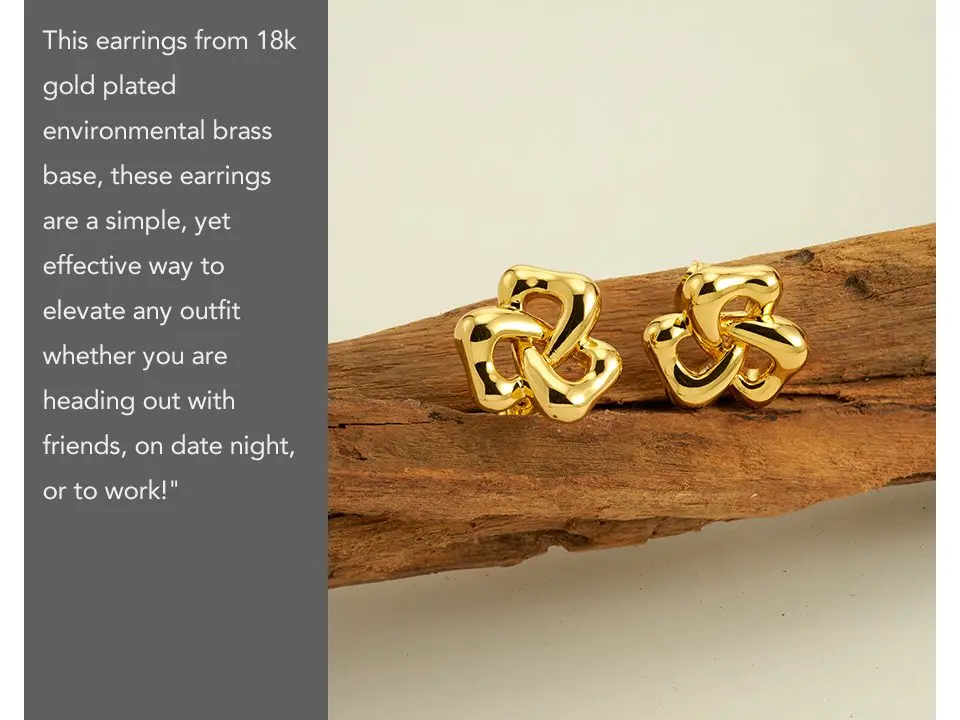 This earrings from 18k
gold plated
environmental brass
base, these earrings
are a simple, yet
effective way to
elevate any outfit
whether you are
heading out with
friends, on date night,
or to work!"